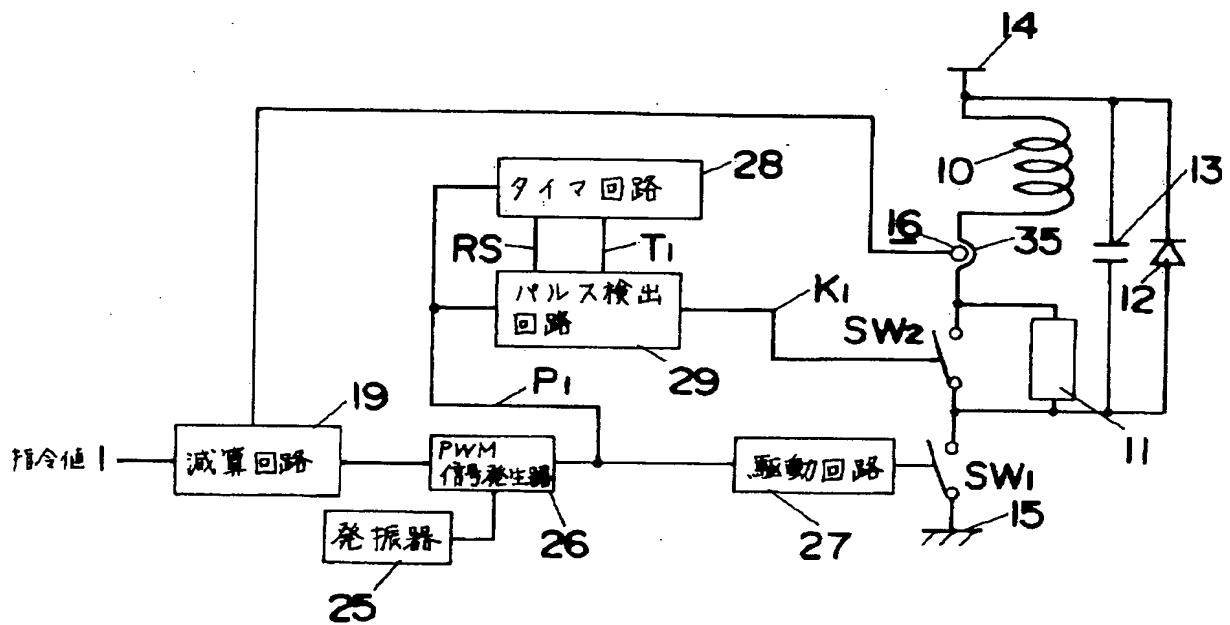 14
10
13
28
タイマ回路
RS
T1
16
35
パルス検出
回路
K1
12
SW2
29
P1
19
11
指令値1
減算回路
PWM
信号発生器
駆動回路
SW1
15
発振器
26
27
25